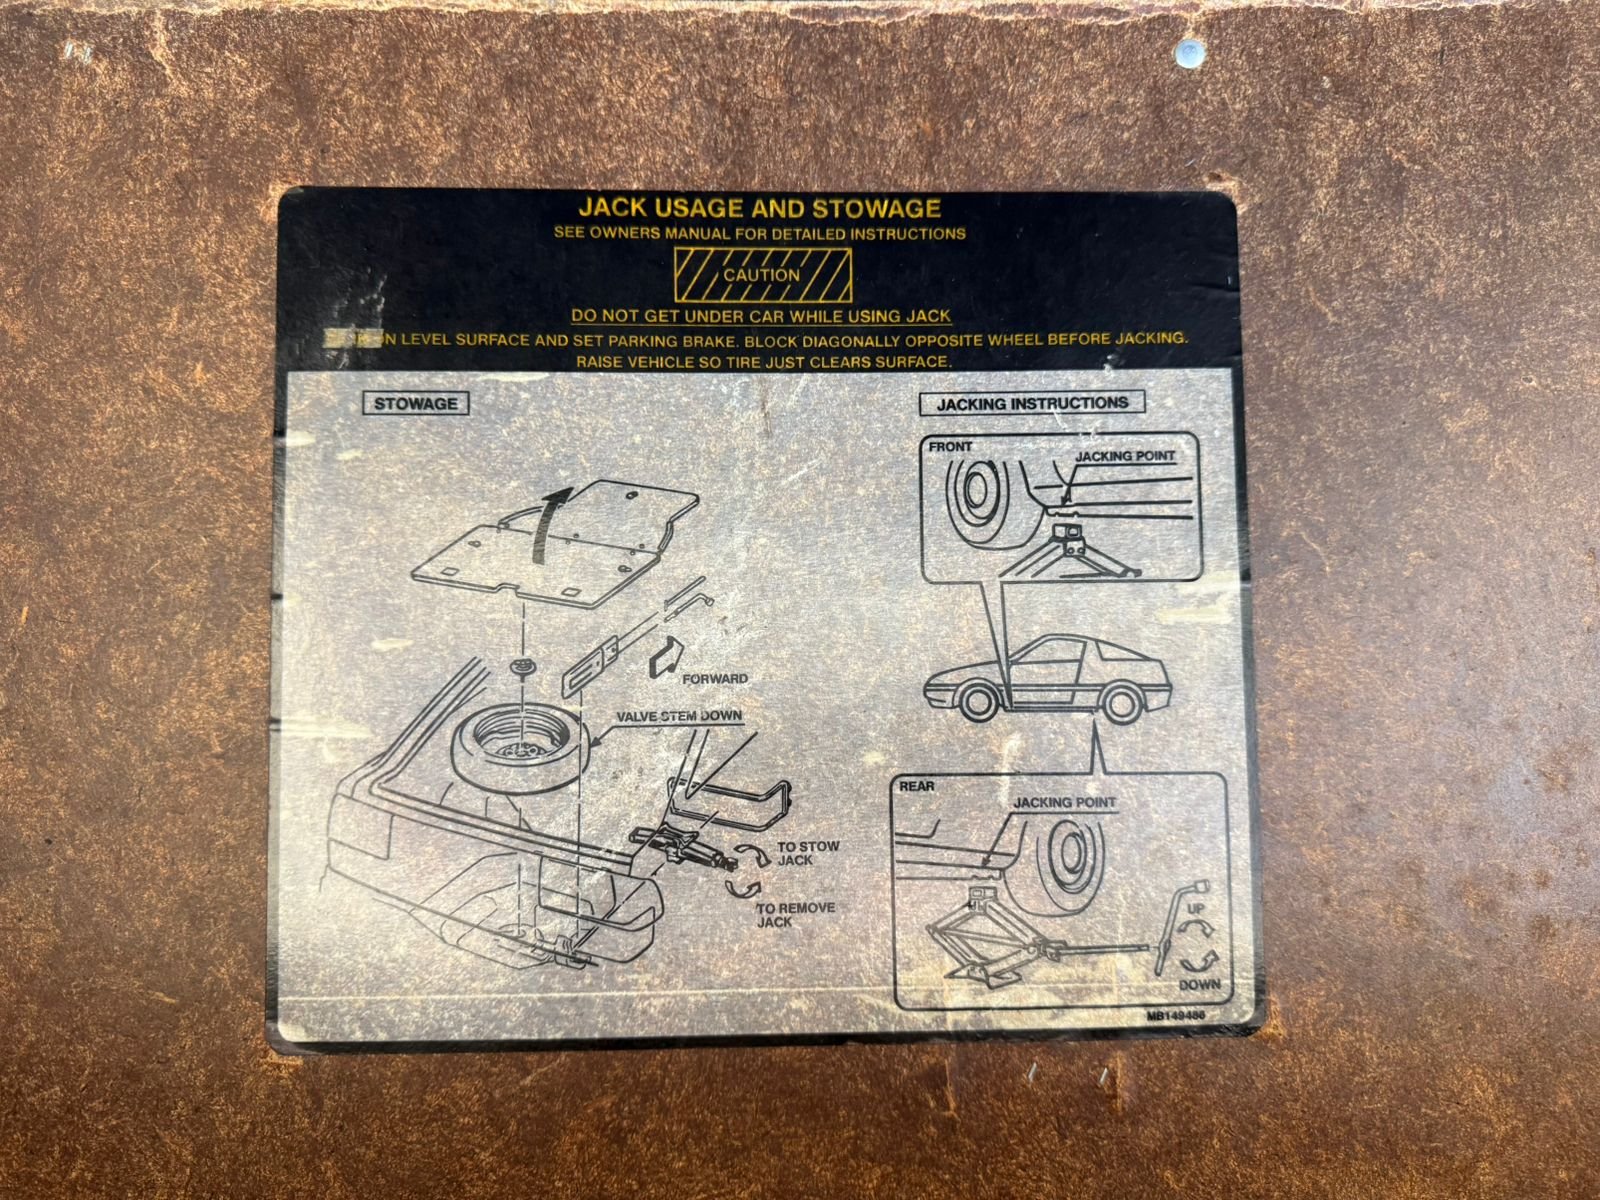 JACK USAGE AND STOWAGE
SEE OWNERS MANUAL FOR DETAILED INSTRUCTIONS
CAUTION
DO NOT GET UNDER CAR WHILE USING JACK
LEVEL SURFACE AND SET PARKING BRAKE. BLOCK DIAGONALLY OPPOSITE WHEEL BEFORE JACKING.
RAISE VEHICLE SO TIRE JUST CLEARS SURFACE.
STOWAGE
FORWARD
VALVE STEM DOWN
TO STOW
JACK
TO REMOVE
JACK
JACKING INSTRUCTIONS
FRONT
JACKING POINT
REAR
JACKING POINT
UP
DOWN
MB149486